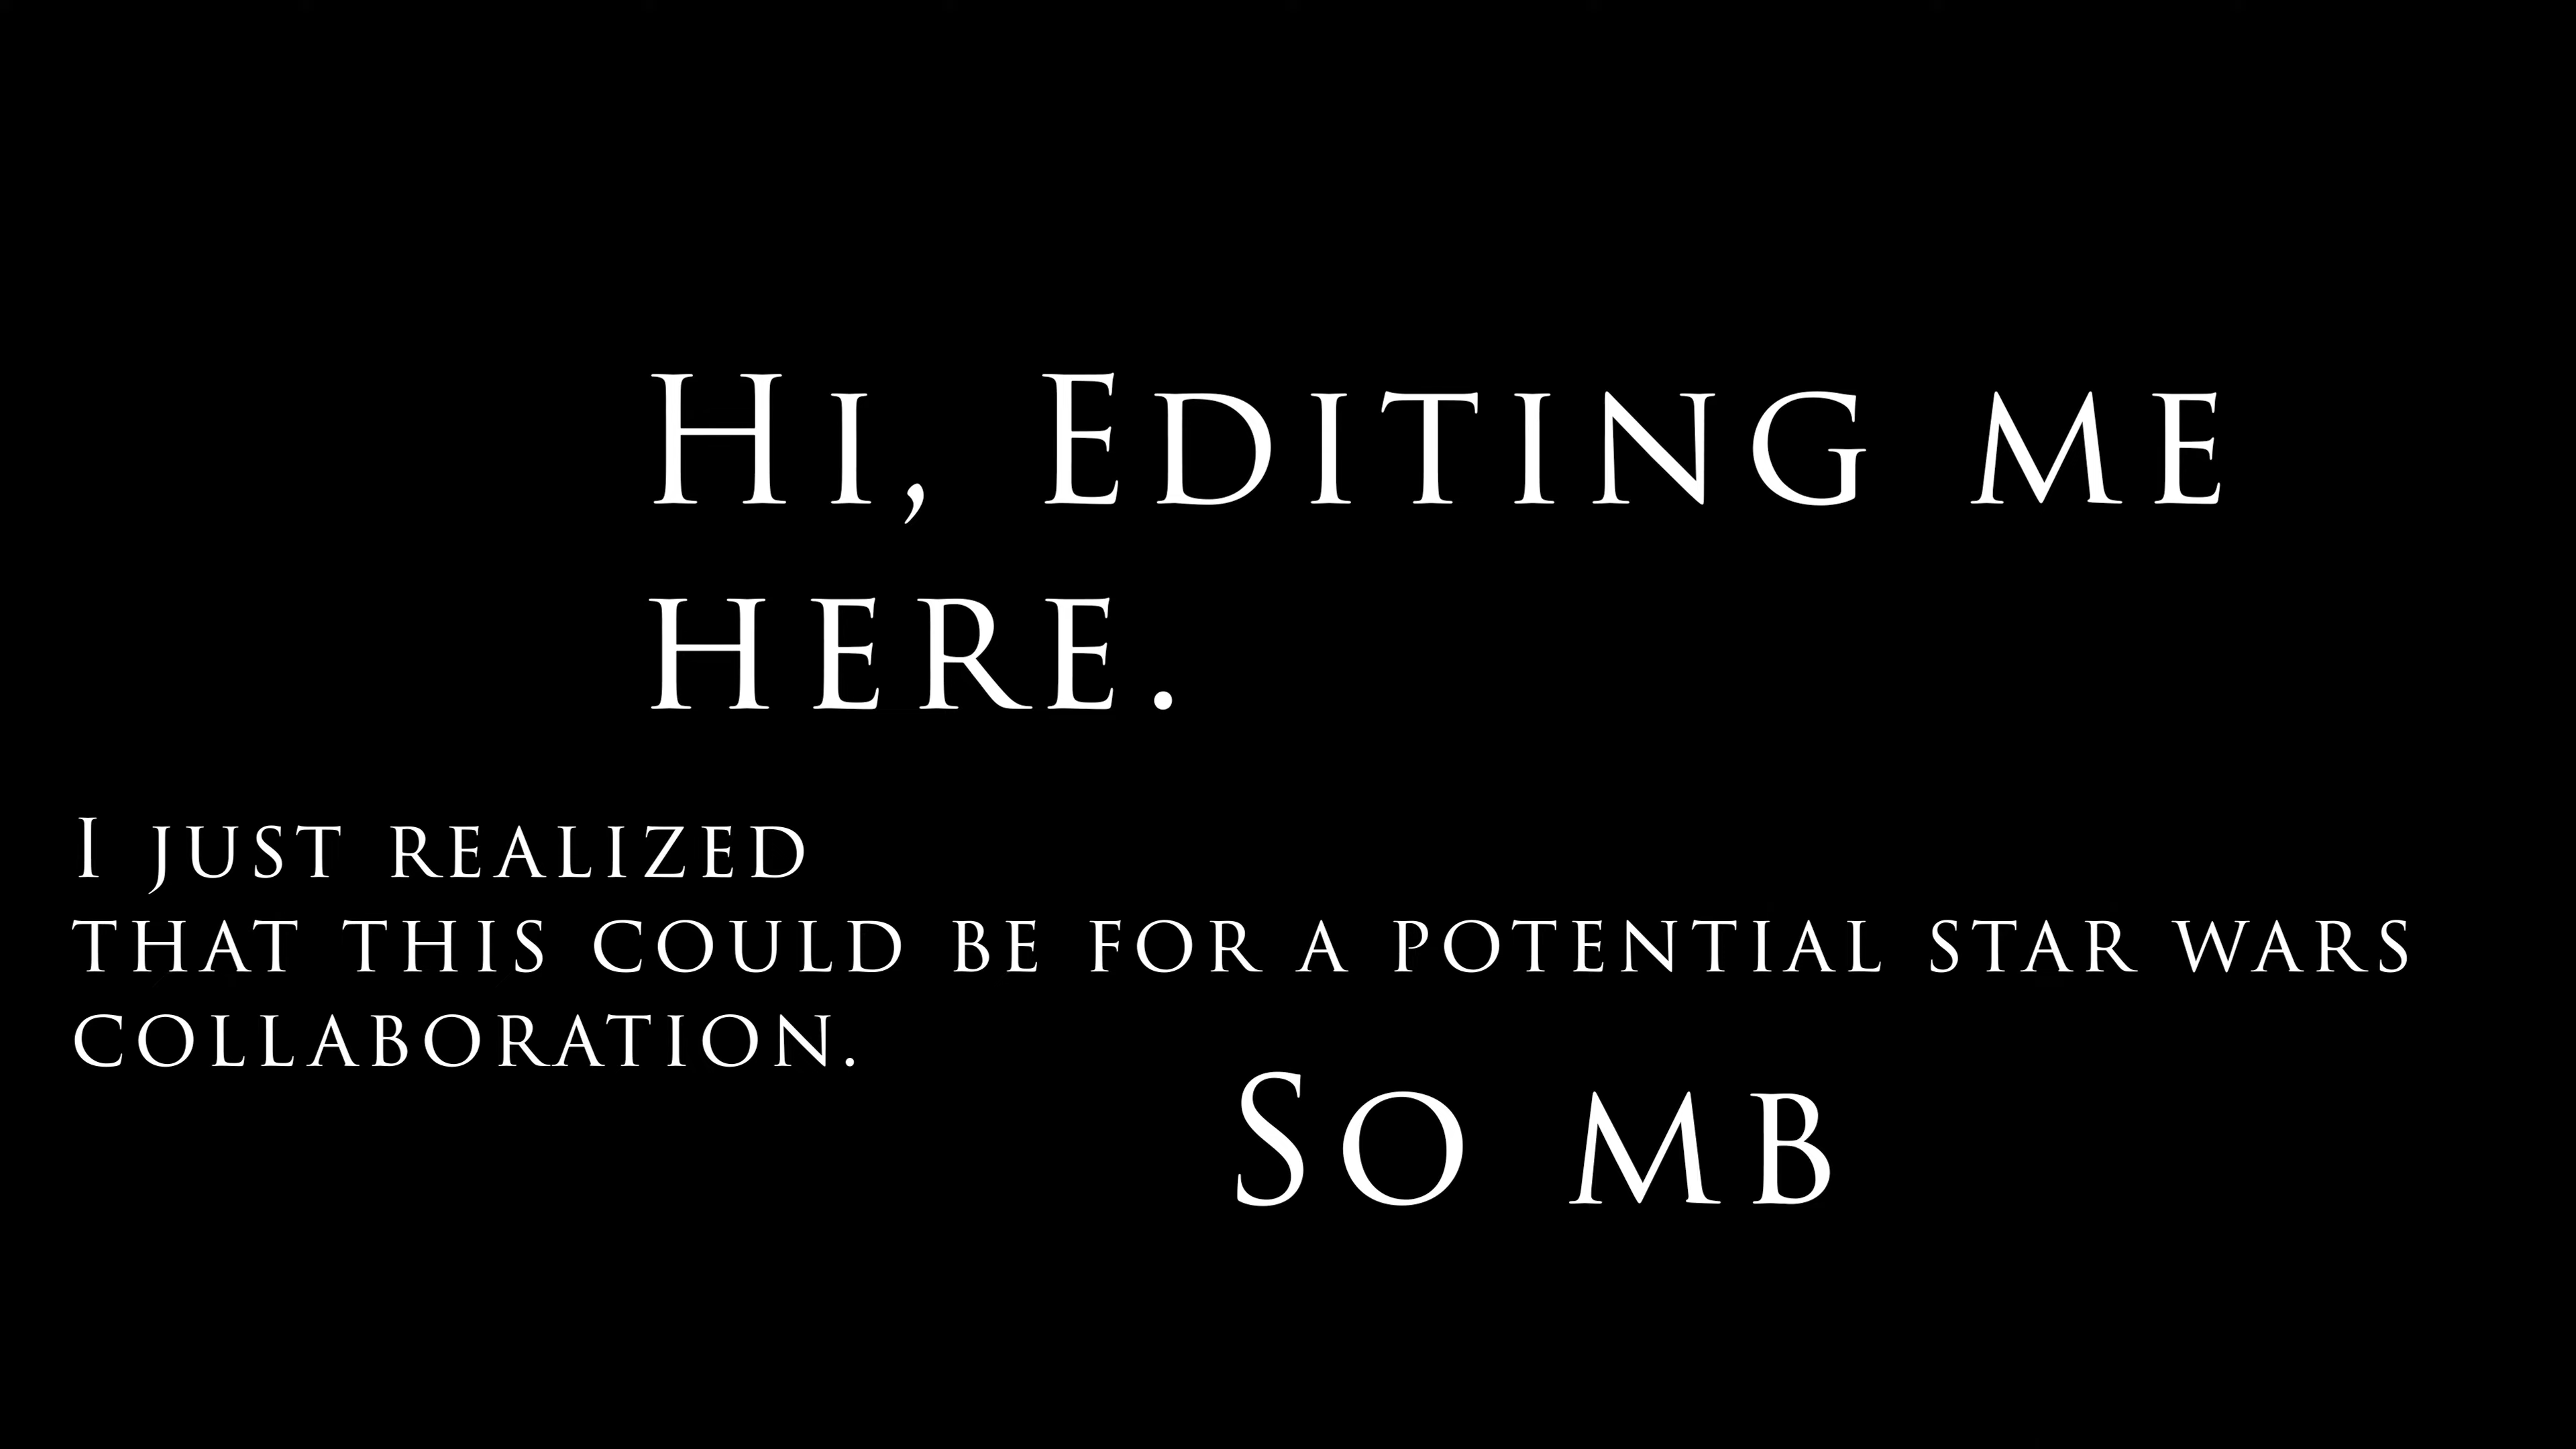 Hi, Editing me
here.
I just realized
that this could be for a potential star wars
collaboration.
So mb